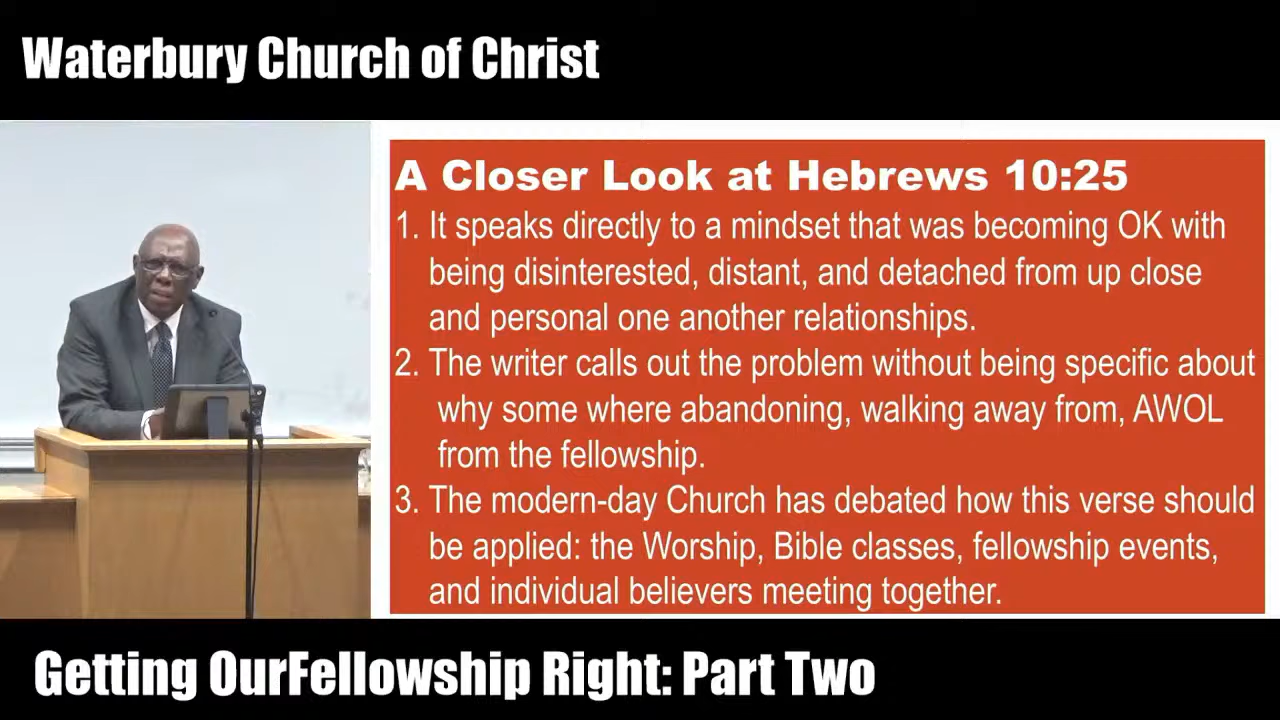 Waterbury Church of Christ
A Closer Look at Hebrews 10:25
1. It speaks directly to a mindset that was becoming OK with
being disinterested, distant, and detached from up close
and personal one another relationships.
2. The writer calls out the problem without being specific about
why some where abandoning, walking away from, AWOL
from the fellowship.
3. The modern-day Church has debated how this verse should
be applied: the Worship, Bible classes, fellowship events,
and individual believers meeting together.
Getting OurFellowship Right: Part Two